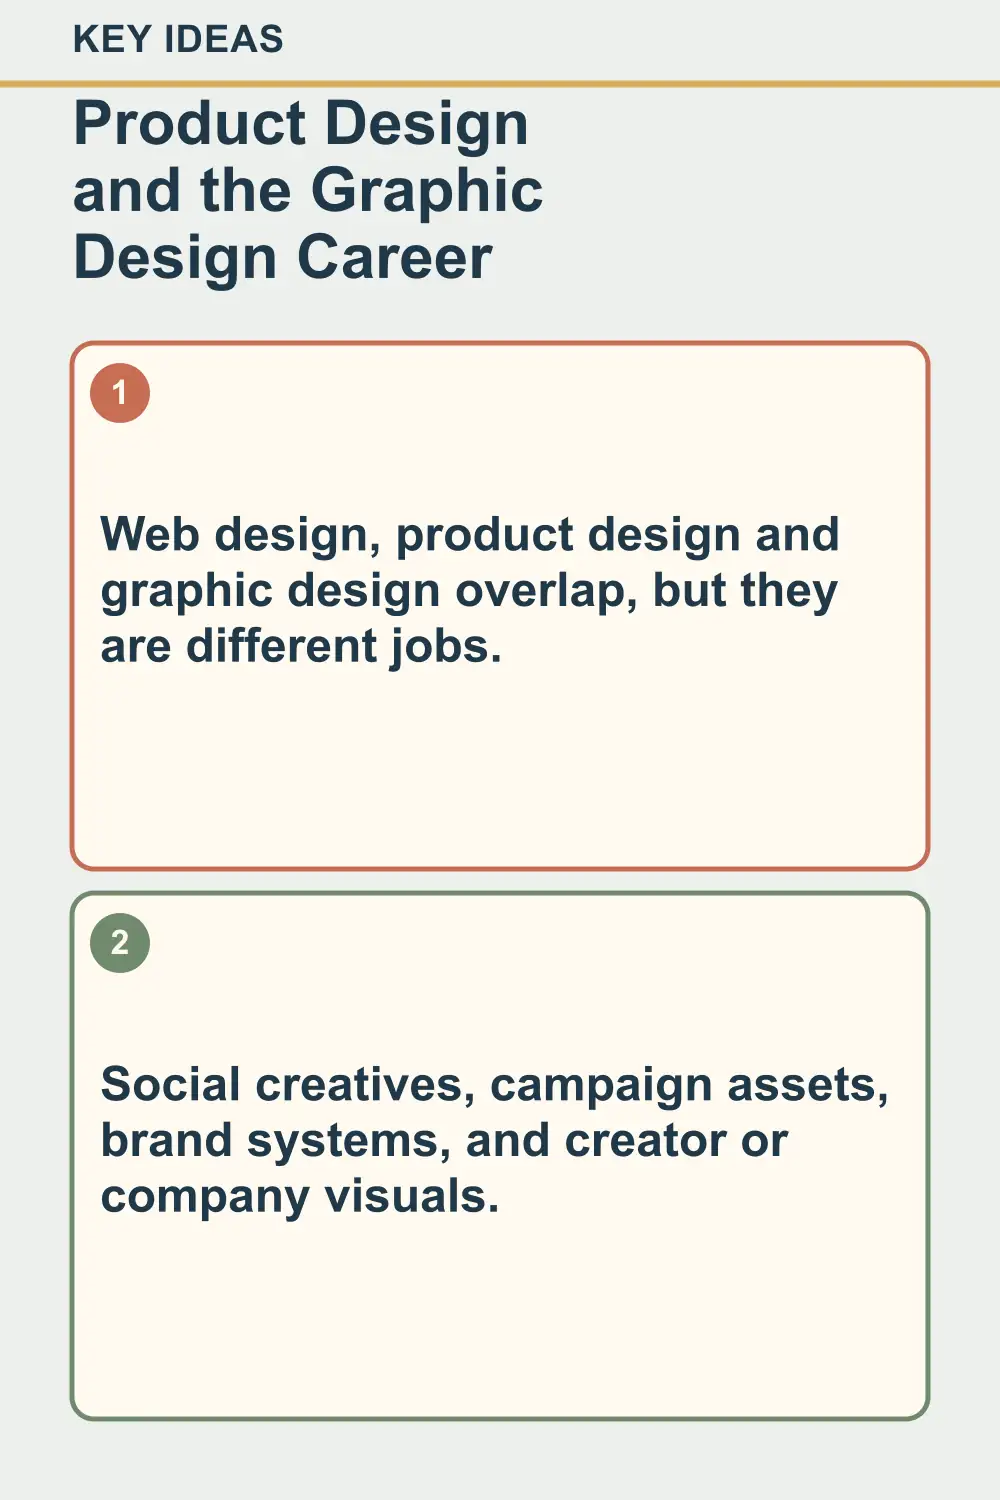 KEY IDEAS
Product Design
and the Graphic
Design Career
1
Web design, product design and
graphic design overlap, but they
are different jobs.
2
Social creatives, campaign assets,
brand systems, and creator or
company visuals.